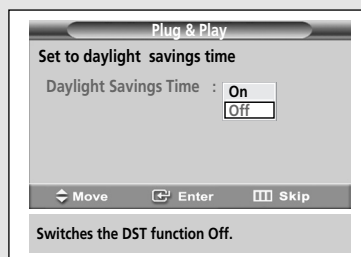 Plug & Play
Set to daylight savings time
Daylight Savings Time : On
Off
Move Enter Skip
Switches the DST function Off.